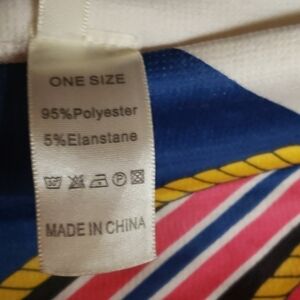 ONE SIZE
95%Polyester
5%Elanstane
MADE IN CHINA